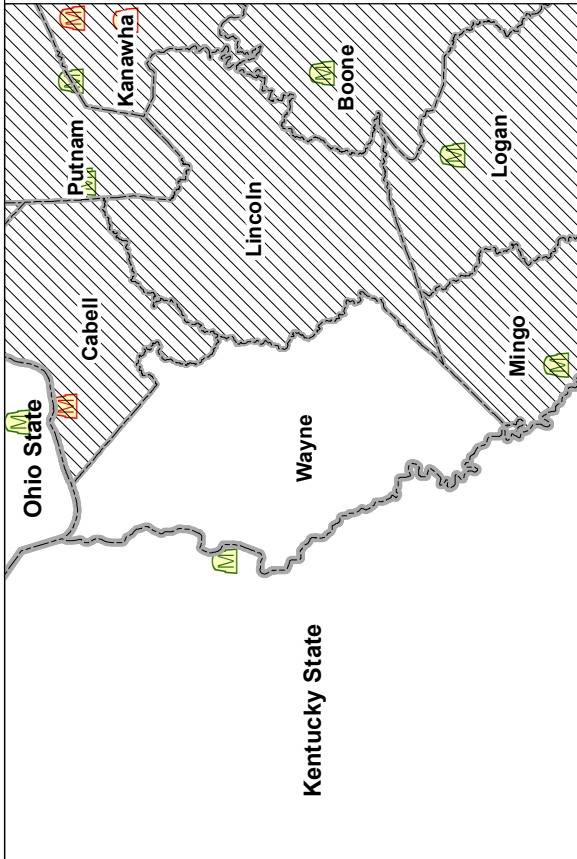 Kanawha
Putnam
Boone
Logan
Lincoln
Cabell
Mingo
Ohio State
Wayne
Kentucky State
M
M
M
M
M
M
M
M